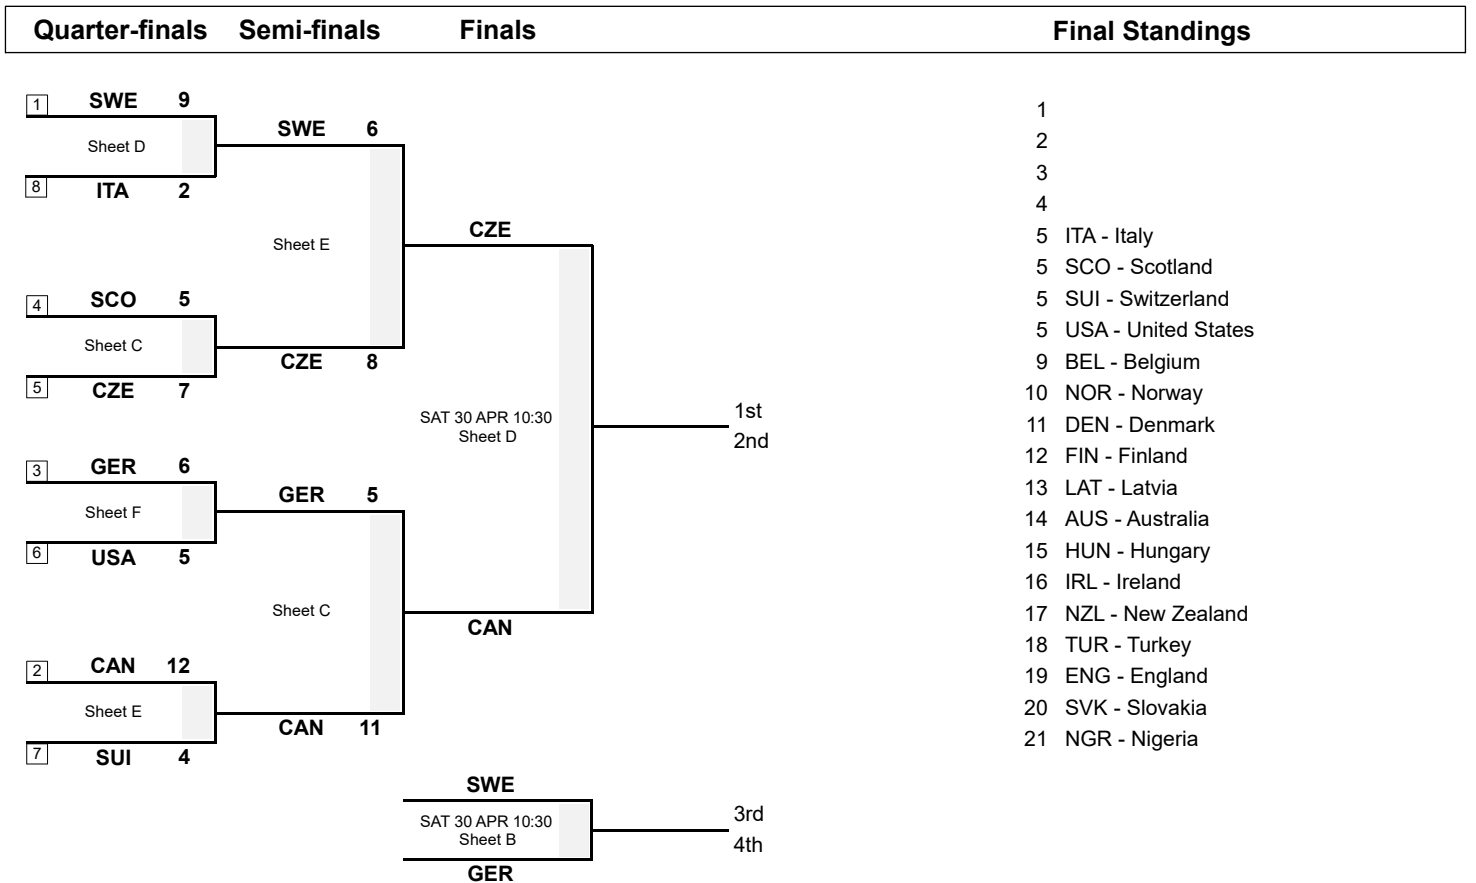 Quarter-finals Semi-finals Finals Final Standings
1 SWE 9
Sheet D
8 ITA 2
SWE 6
Sheet E
CZE 8
4 SCO 5
Sheet C
5 CZE 7
3 GER 6
Sheet F
6 USA 5
GER 5
Sheet C
CAN 11
2 CAN 12
Sheet E
7 SUI 4
CZE
SAT 30 APR 10:30
Sheet D
CAN
1st
2nd
SWE
SAT 30 APR 10:30
Sheet B
GER
3rd
4th
1
2
3
4
5 ITA - Italy
5 SCO - Scotland
5 SUI - Switzerland
5 USA - United States
9 BEL - Belgium
10 NOR - Norway
11 DEN - Denmark
12 FIN - Finland
13 LAT - Latvia
14 AUS - Australia
15 HUN - Hungary
16 IRL - Ireland
17 NZL - New Zealand
18 TUR - Turkey
19 ENG - England
20 SVK - Slovakia
21 NGR - Nigeria